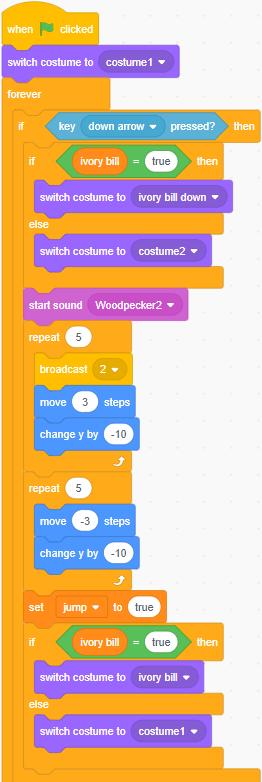 when clicked
switch costume to costume1
forever
if key down arrow pressed? then
if ivory bill = true then
switch costume to ivory bill down
else
switch costume to costume2
start sound Woodpecker2
repeat 5
broadcast 2
move 3 steps
change y by -10
repeat 5
move -3 steps
change y by -10
set jump to true
if ivory bill = true then
switch costume to ivory bill
else
switch costume to costume1